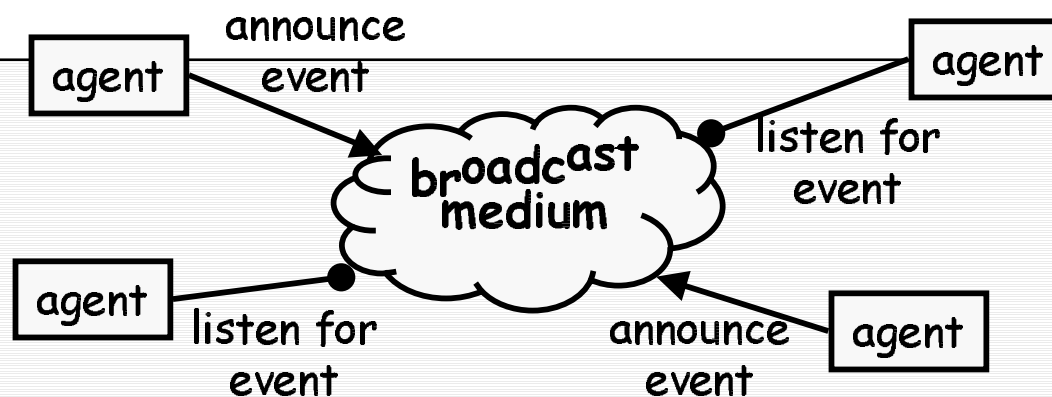 agent
announce
event
agent
listen for
event
broadcast
medium
agent
listen for
event
announce
event
agent